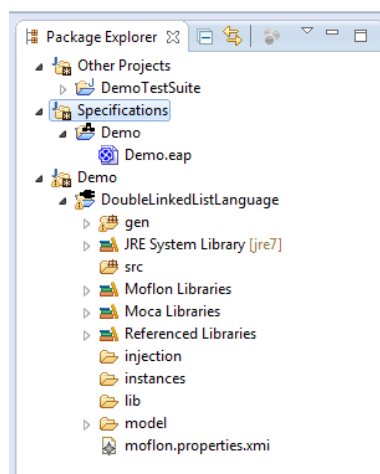 Package Explorer
Other Projects
DemoTestSuite
Specifications
Demo
Demo.eap
Demo
DoubleLinkedListLanguage
gen
JRE System Library [jre7]
src
Moflon Libraries
Moca Libraries
Referenced Libraries
injection
instances
lib
model
moflon.properties.xmi